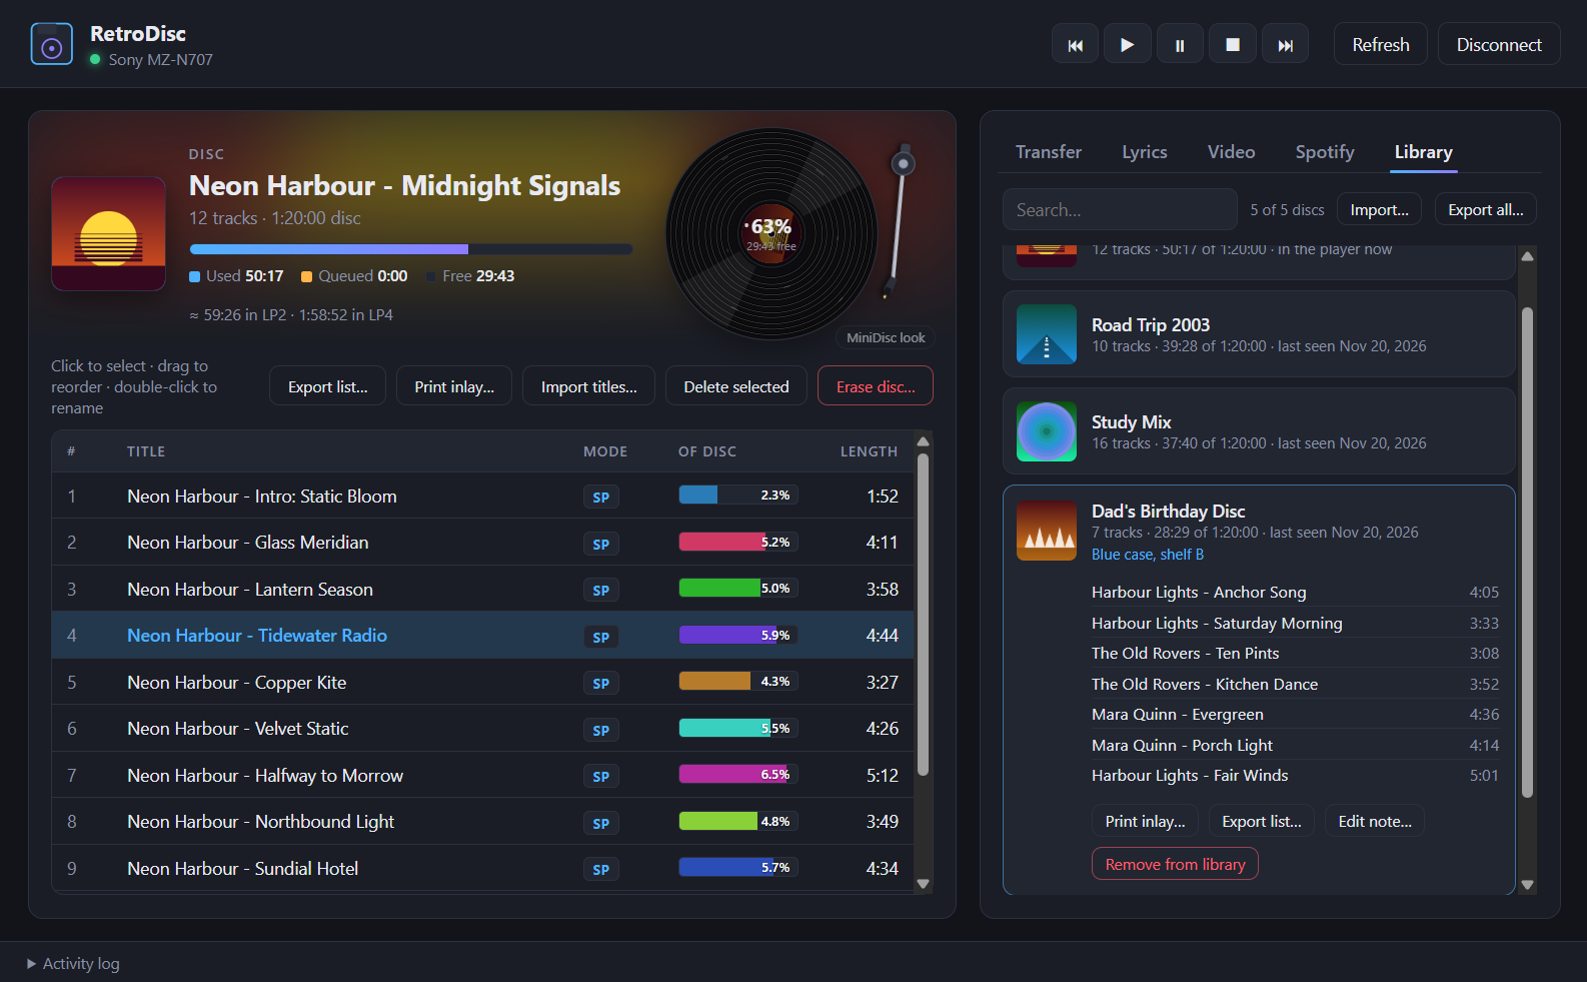 RetroDisc
Sony MZ-N707
Refresh
Disconnect
DISC
Neon Harbour - Midnight Signals
12 tracks · 1:20:00 disc
Used 50:17
Queued 0:00
Free 29:43
≈ 59:26 in LP2 · 1:58:52 in LP4
63%
29:43 free
MiniDisc look
Click to select · drag to
reorder · double-click to
rename
Export list...
Print inlay...
Import titles...
Delete selected
Erase disc...
# TITLE MODE OF DISC LENGTH
1 Neon Harbour - Intro: Static Bloom SP 2.3% 1:52
2 Neon Harbour - Glass Meridian SP 5.2% 4:11
3 Neon Harbour - Lantern Season SP 5.0% 3:58
4 Neon Harbour - Tidewater Radio SP 5.9% 4:44
5 Neon Harbour - Copper Kite SP 4.3% 3:27
6 Neon Harbour - Velvet Static SP 5.5% 4:26
7 Neon Harbour - Halfway to Morrow SP 6.5% 5:12
8 Neon Harbour - Northbound Light SP 4.8% 3:49
9 Neon Harbour - Sundial Hotel SP 5.7% 4:34
Transfer
Lyrics
Video
Spotify
Library
Search...
5 of 5 discs
Import...
Export all...
12 tracks · 50:17 of 1:20:00 · in the player now
Road Trip 2003
10 tracks · 39:28 of 1:20:00 · last seen Nov 20, 2026
Study Mix
16 tracks · 37:40 of 1:20:00 · last seen Nov 20, 2026
Dad's Birthday Disc
7 tracks · 28:29 of 1:20:00 · last seen Nov 20, 2026
Blue case, shelf B
Harbour Lights - Anchor Song 4:05
Harbour Lights - Saturday Morning 3:33
The Old Rovers - Ten Pints 3:08
The Old Rovers - Kitchen Dance 3:52
Mara Quinn - Evergreen 4:36
Mara Quinn - Porch Light 4:14
Harbour Lights - Fair Winds 5:01
Print inlay...
Export list...
Edit note...
Remove from library
Activity log